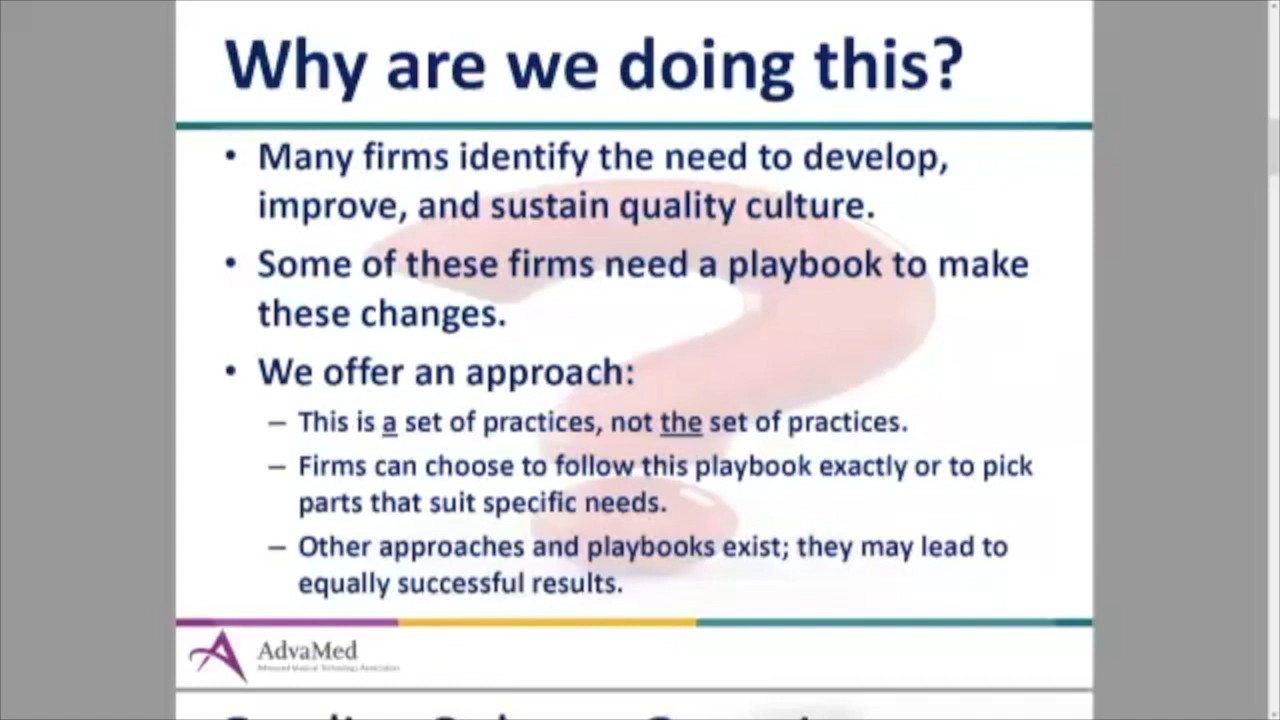 Why are we doing this?
• Many firms identify the need to develop,
improve, and sustain quality culture.
• Some of these firms need a playbook to make
these changes.
• We offer an approach:
– This is a set of practices, not the set of practices.
– Firms can choose to follow this playbook exactly or to pick
parts that suit specific needs.
– Other approaches and playbooks exist; they may lead to
equally successful results.
AdvaMed
Advanced Medical Technology Association